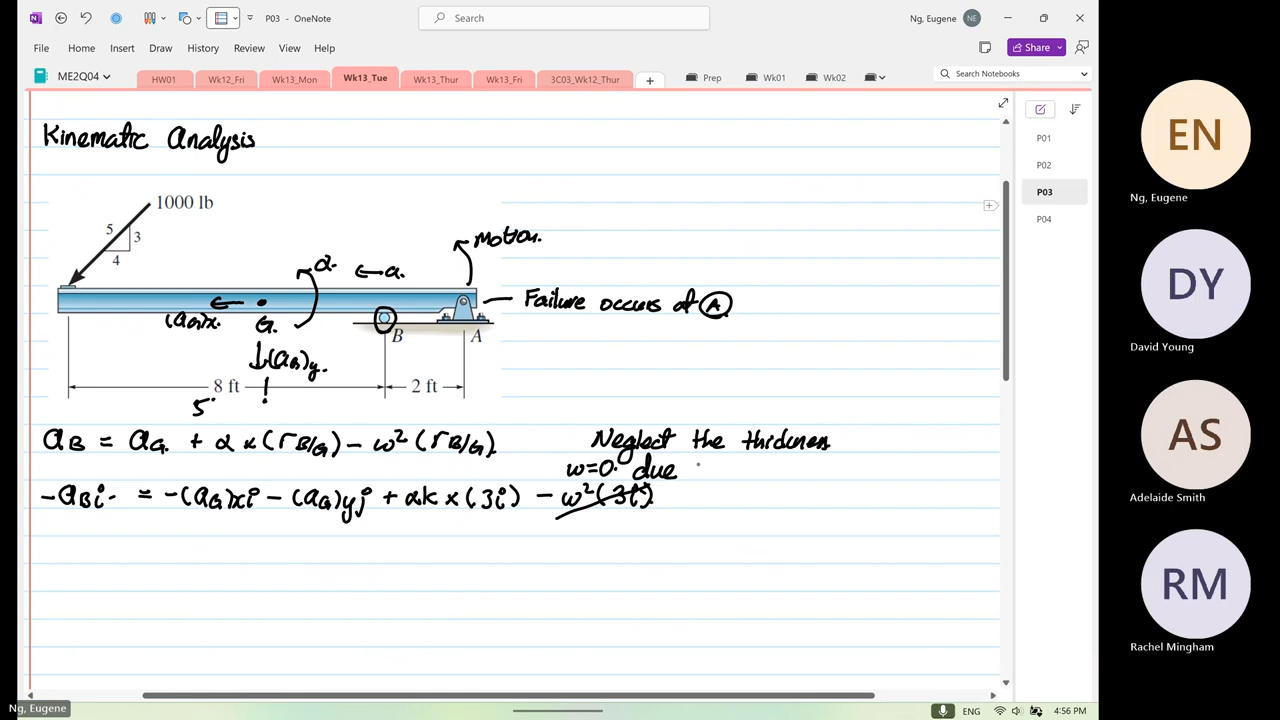 P03 - OneNote
Search
Ng, Eugene
NE
File Home Insert Draw History Review View Help
Share
ME2Q04
HW01 Wk12_Fri Wk13_Mon Wk13_Tue Wk13_Thur Wk13_Fri 3C03_Wk12_Thur
Prep Wk01 Wk02
Search Notebooks
P01
P02
P03
P04
Kinematic Analysis
1000 lb
5
3
4
Motion.
α.
←a.
Failure occurs at A
(aG)x.
G.
B
A
(aG)y.
8 ft
2 ft
5'
aB = aG + α × (rB/G) - ω²(rB/G)
Neglect the thickness
ω=0. due
-aBi = -(aG)xi - (aG)yj + αk × (3i) - ω²(3i)
EN
Ng, Eugene
DY
David Young
AS
Adelaide Smith
RM
Rachel Mingham
Ng, Eugene
ENG
4:56 PM